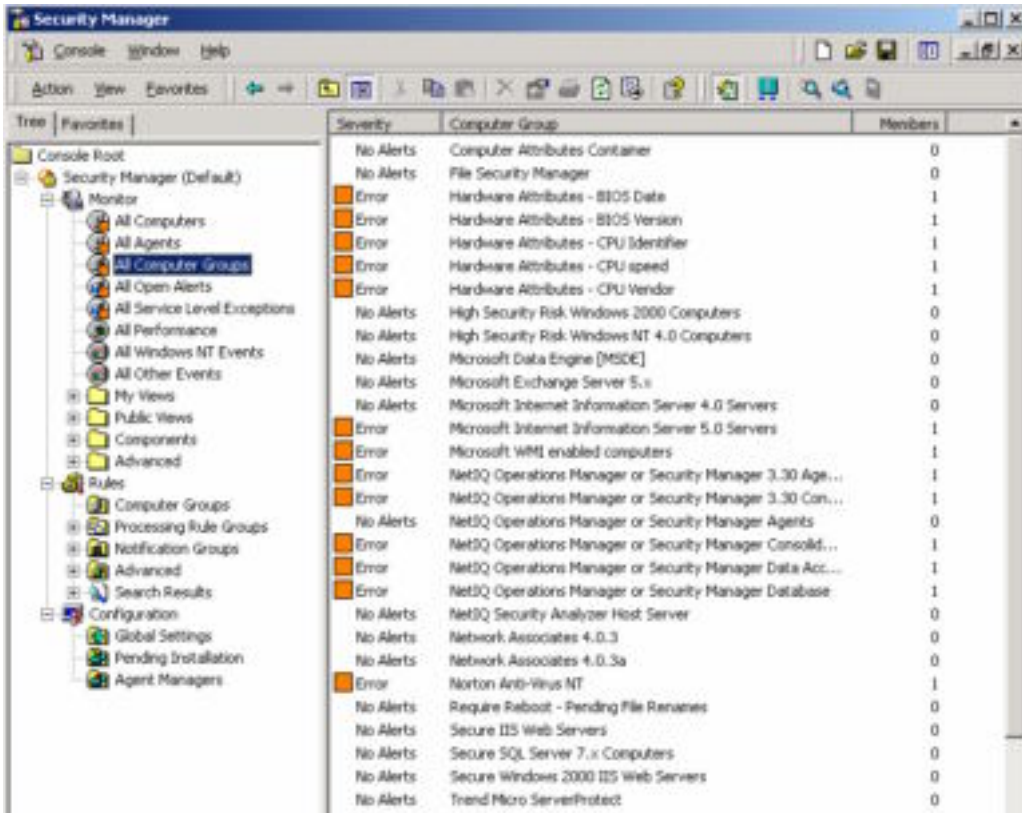 Security Manager
Console Window Help
Action View Favorites
Tree Favorites
Console Root
Security Manager (Default)
Monitor
All Computers
All Agents
All Computer Groups
All Open Alerts
All Service Level Exceptions
All Performance
All Windows NT Events
All Other Events
My Views
Public Views
Components
Advanced
Rules
Computer Groups
Processing Rule Groups
Notification Groups
Advanced
Search Results
Configuration
Global Settings
Pending Installation
Agent Managers
Severity Computer Group Members
No Alerts Computer Attributes Container 0
No Alerts File Security Manager 0
Error Hardware Attributes - BIOS Date 1
Error Hardware Attributes - BIOS Version 1
Error Hardware Attributes - CPU Identifier 1
Error Hardware Attributes - CPU speed 1
Error Hardware Attributes - CPU Vendor 1
No Alerts High Security Risk Windows 2000 Computers 0
No Alerts High Security Risk Windows NT 4.0 Computers 0
No Alerts Microsoft Data Engine [MSDE] 0
No Alerts Microsoft Exchange Server 5.x 0
No Alerts Microsoft Internet Information Server 4.0 Servers 0
Error Microsoft Internet Information Server 5.0 Servers 1
Error Microsoft WMI enabled computers 1
Error NetIQ Operations Manager or Security Manager 3.30 Age... 1
Error NetIQ Operations Manager or Security Manager 3.30 Con... 1
No Alerts NetIQ Operations Manager or Security Manager Agents 0
Error NetIQ Operations Manager or Security Manager Consolid... 1
Error NetIQ Operations Manager or Security Manager Data Acc... 1
Error NetIQ Operations Manager or Security Manager Database 1
No Alerts NetIQ Security Analyzer Host Server 0
No Alerts Network Associates 4.0.3 0
No Alerts Network Associates 4.0.3a 0
Error Norton Anti-Virus NT 1
No Alerts Require Reboot - Pending File Renames 0
No Alerts Secure IIS Web Servers 0
No Alerts Secure SQL Server 7.x Computers 0
No Alerts Secure Windows 2000 IIS Web Servers 0
No Alerts Trend Micro ServerProtect 0